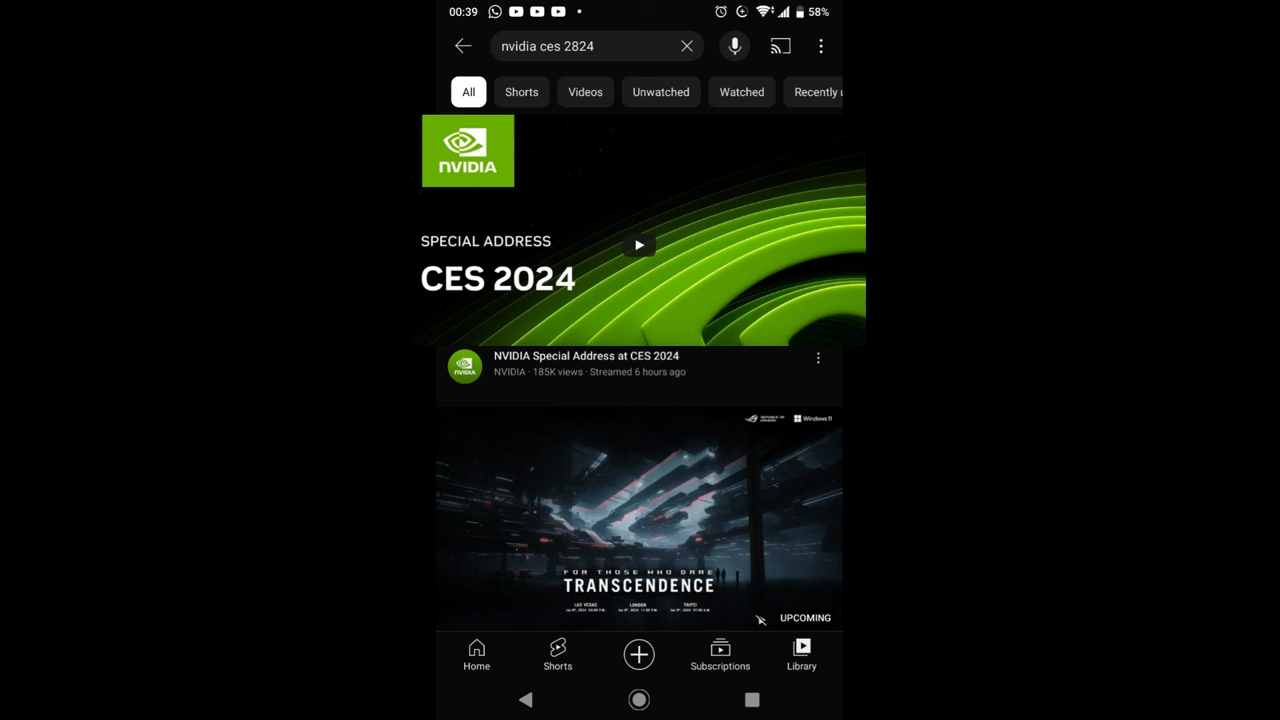 00:39
58%
nvidia ces 2824
All
Shorts
Videos
Unwatched
Watched
Recently
NVIDIA
SPECIAL ADDRESS
CES 2024
NVIDIA
NVIDIA Special Address at CES 2024
NVIDIA · 185K views · Streamed 6 hours ago
Windows 11
FOR THOSE WHO DARE
TRANSCENDENCE
LAS VEGAS
LONDON
TAIPEI
UPCOMING
Home
Shorts
Subscriptions
Library